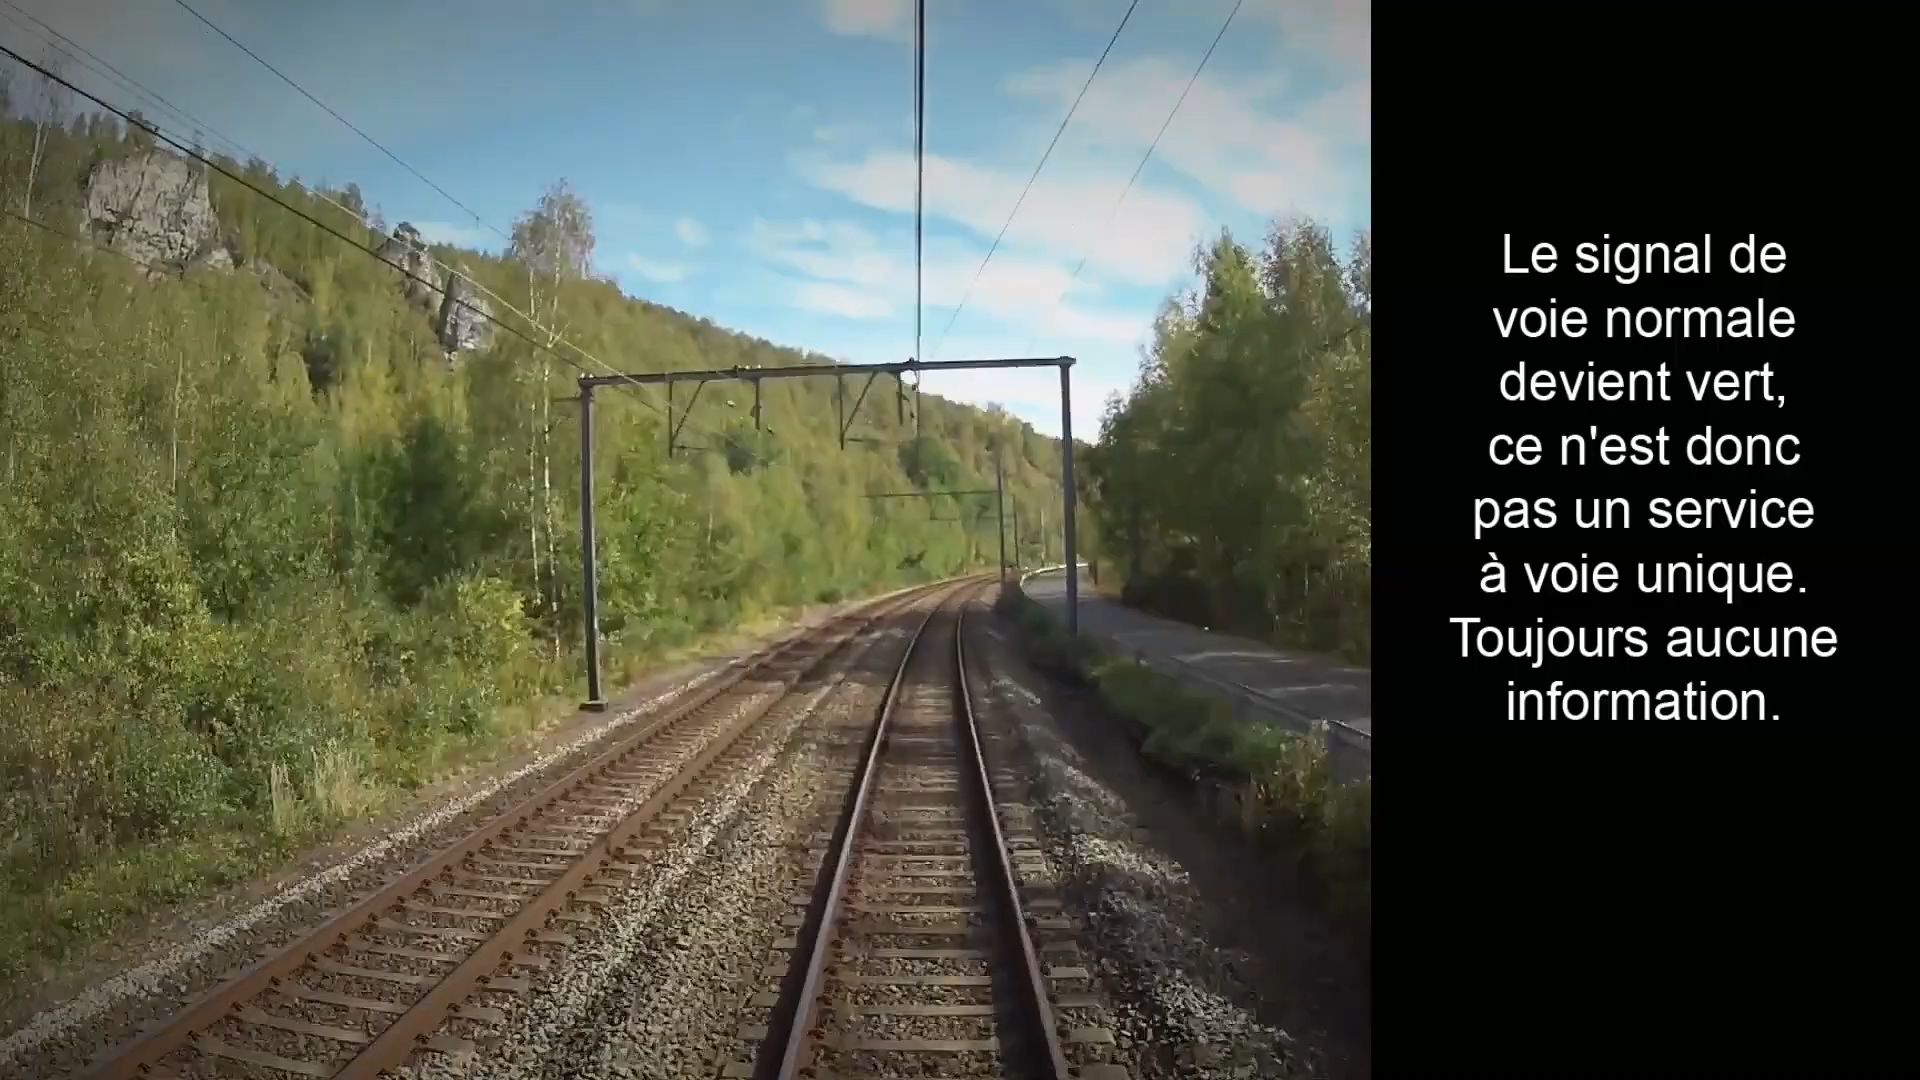 Le signal de
voie normale
devient vert,
ce n'est donc
pas un service
à voie unique.
Toujours aucune
information.